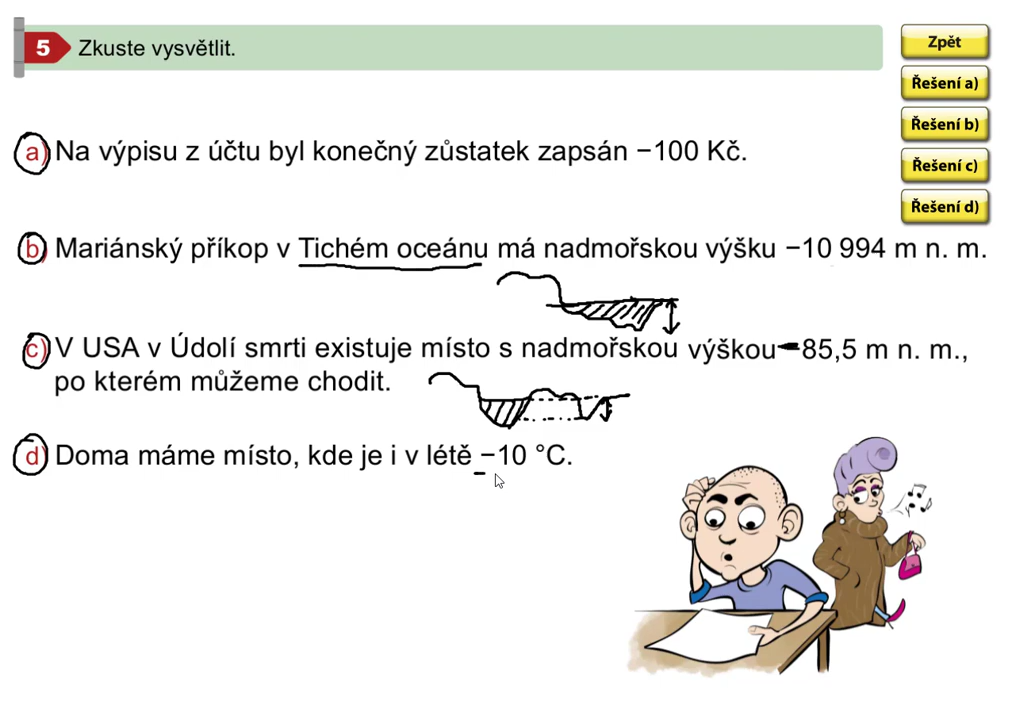 5 Zkuste vysvětlit.
Zpět
Řešení a)
Řešení b)
Řešení c)
Řešení d)
a) Na výpisu z účtu byl konečný zůstatek zapsán −100 Kč.
b) Mariánský příkop v Tichém oceánu má nadmořskou výšku −10 994 m n. m.
c) V USA v Údolí smrti existuje místo s nadmořskou výškou −85,5 m n. m.,
po kterém můžeme chodit.
d) Doma máme místo, kde je i v létě −10 °C.